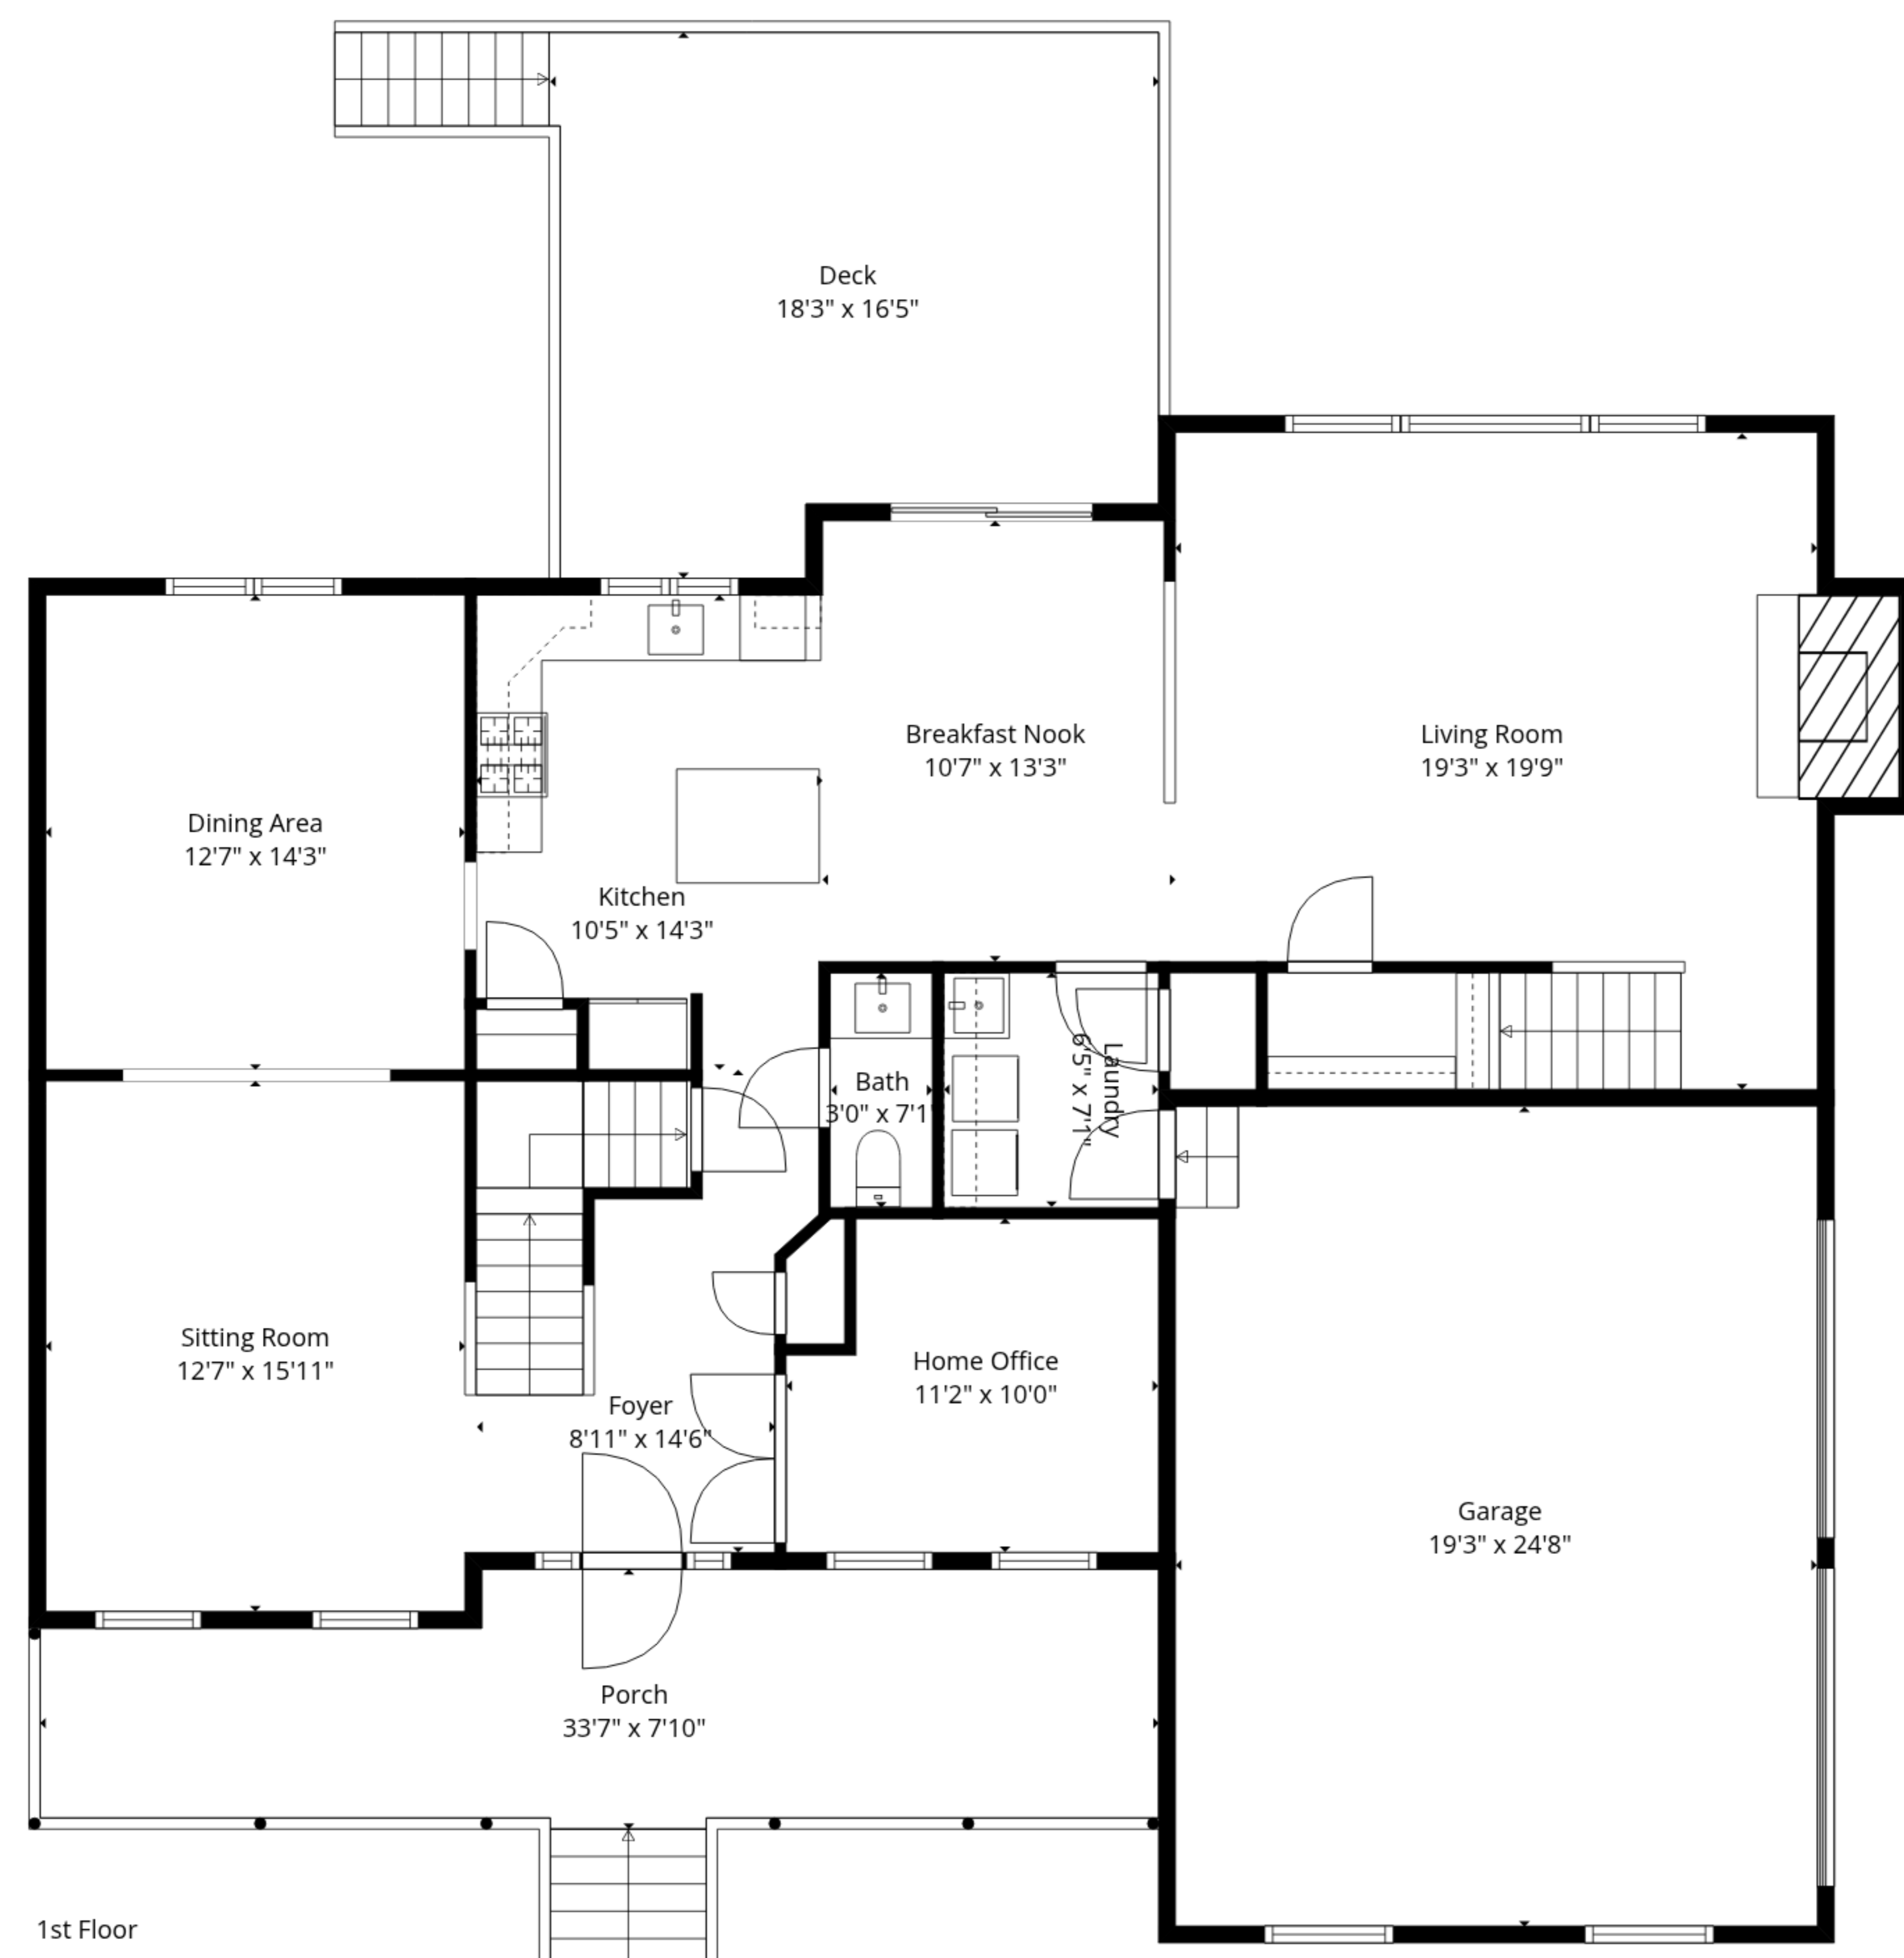 Deck
18'3" x 16'5"
Breakfast Nook
10'7" x 13'3"
Living Room
19'3" x 19'9"
Dining Area
12'7" x 14'3"
Kitchen
10'5" x 14'3"
Bath
3'0" x 7'1
Laundry
6'5" x 7'1"
Sitting Room
12'7" x 15'11"
Home Office
11'2" x 10'0"
Foyer
8'11" x 14'6"
Garage
19'3" x 24'8"
Porch
33'7" x 7'10"
1st Floor